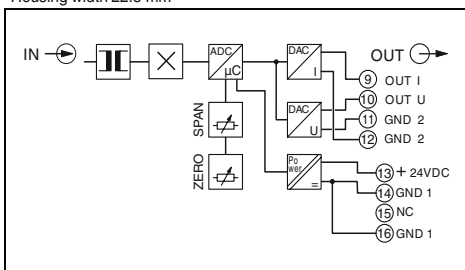 Housing width 22.5 mm
IN
OUT
ADC
µC
DAC
I
DAC
U
SPAN
ZERO
Po
wer
=
9 OUT I
10 OUT U
11 GND 2
12 GND 2
13 + 24VDC
14 GND 1
15 NC
16 GND 1